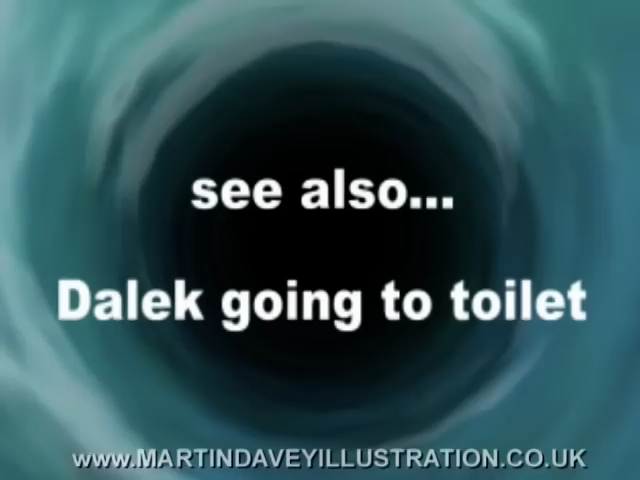 see also...
Dalek going to toilet
www.MARTINDAVEYILLUSTRATION.CO.UK